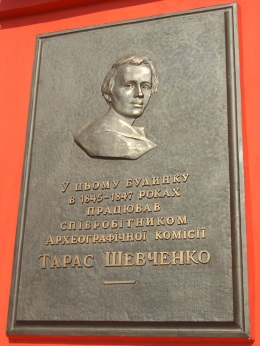 У ЦЬОМУ БУДИНКУ
В 1845–1847 РОКАХ
ПРАЦЮВАВ
СПІВРОБІТНИКОМ
АРХЕОГРАФІЧНОЇ КОМІСІЇ
ТАРАС ШЕВЧЕНКО